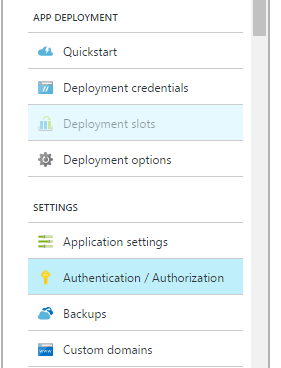 APP DEPLOYMENT
Quickstart
Deployment credentials
Deployment slots
Deployment options
SETTINGS
Application settings
Authentication / Authorization
Backups
Custom domains